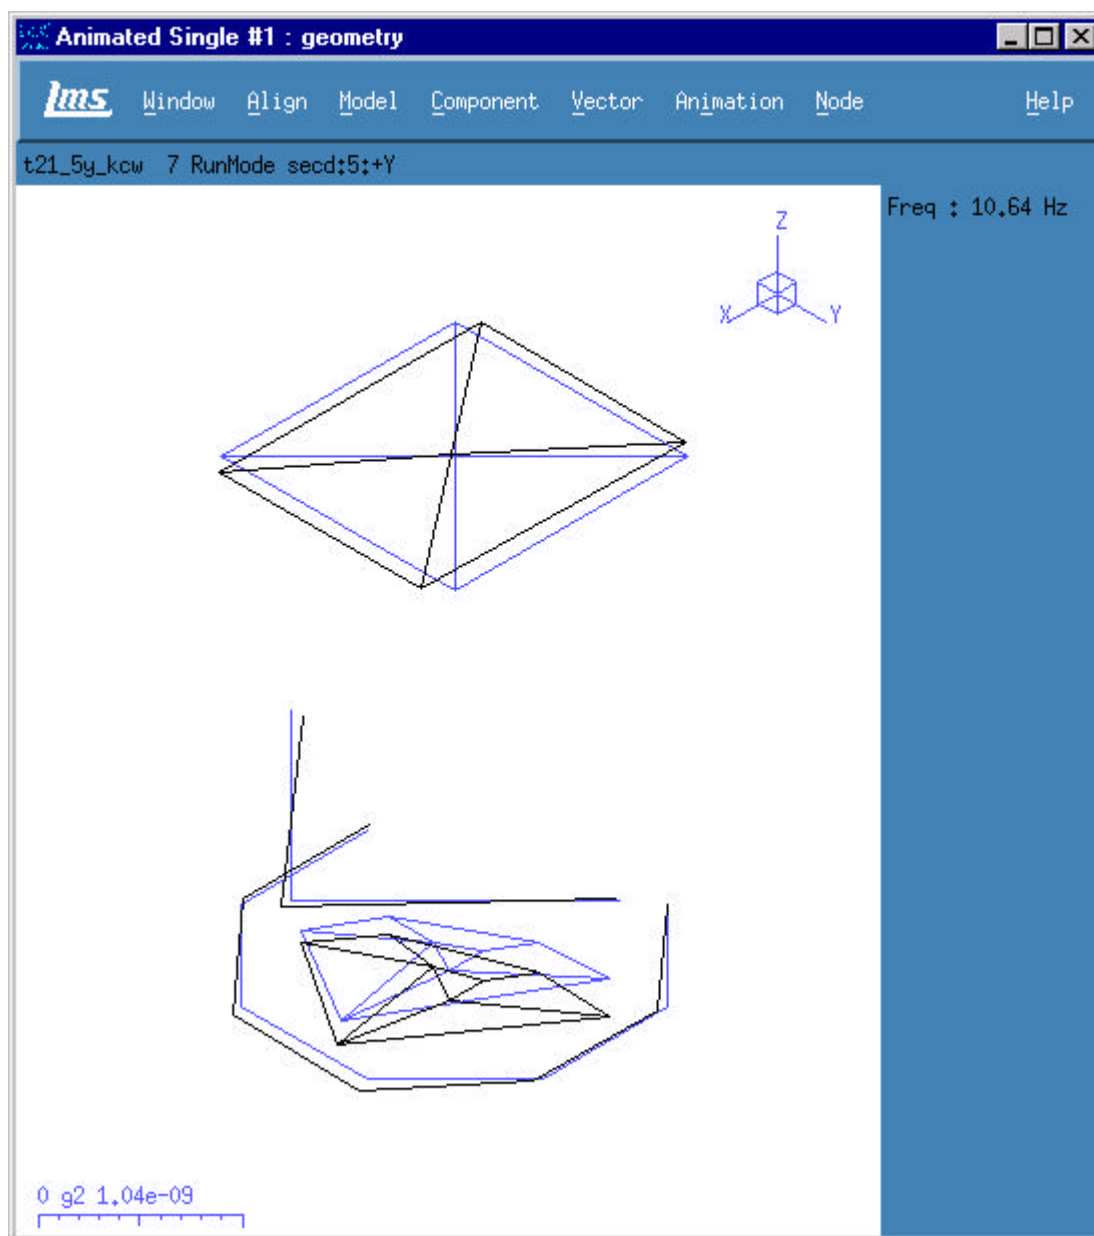 Animated Single #1 : geometry
lms Window Align Model Component Vector Animation Node Help
t21_5y_kcw 7 RunMode secd:5:+Y
Freq : 10.64 Hz
Z
X Y
0 g2 1.04e-09